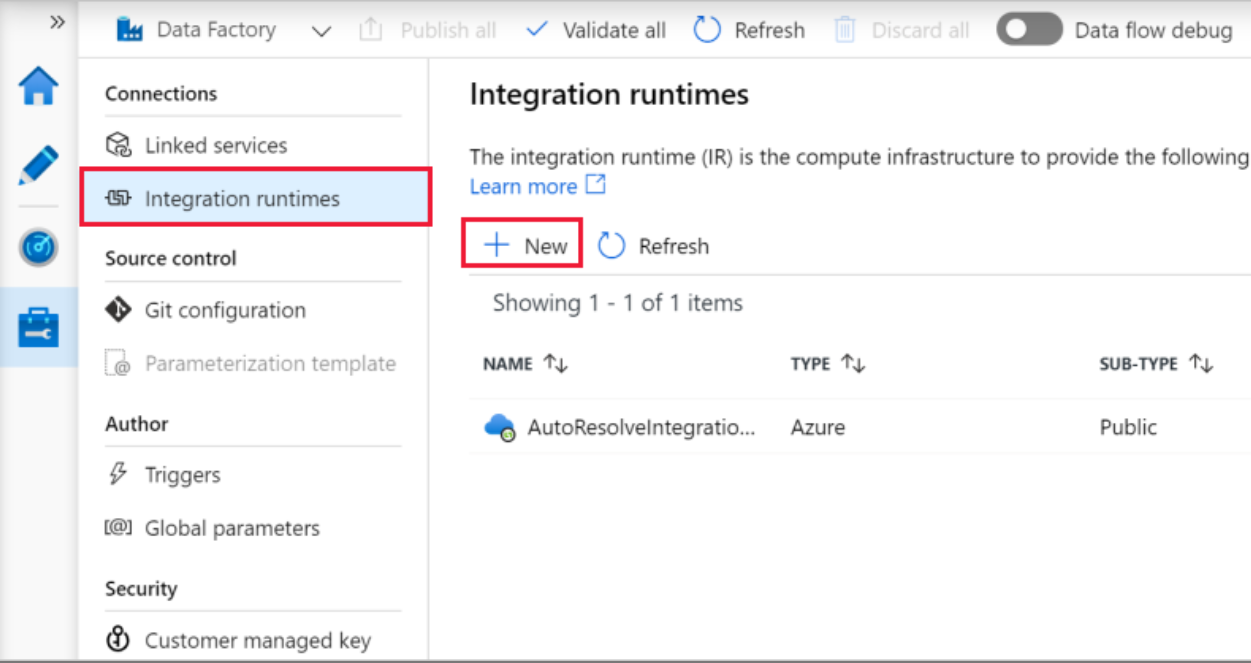 » Data Factory Publish all Validate all Refresh Discard all Data flow debug
Connections
Linked services
Integration runtimes
Source control
Git configuration
Parameterization template
Author
Triggers
[@] Global parameters
Security
Customer managed key
Integration runtimes
The integration runtime (IR) is the compute infrastructure to provide the following
Learn more
+ New Refresh
Showing 1 - 1 of 1 items
NAME ↑↓ TYPE ↑↓ SUB-TYPE ↑↓
AutoResolveIntegratio... Azure Public